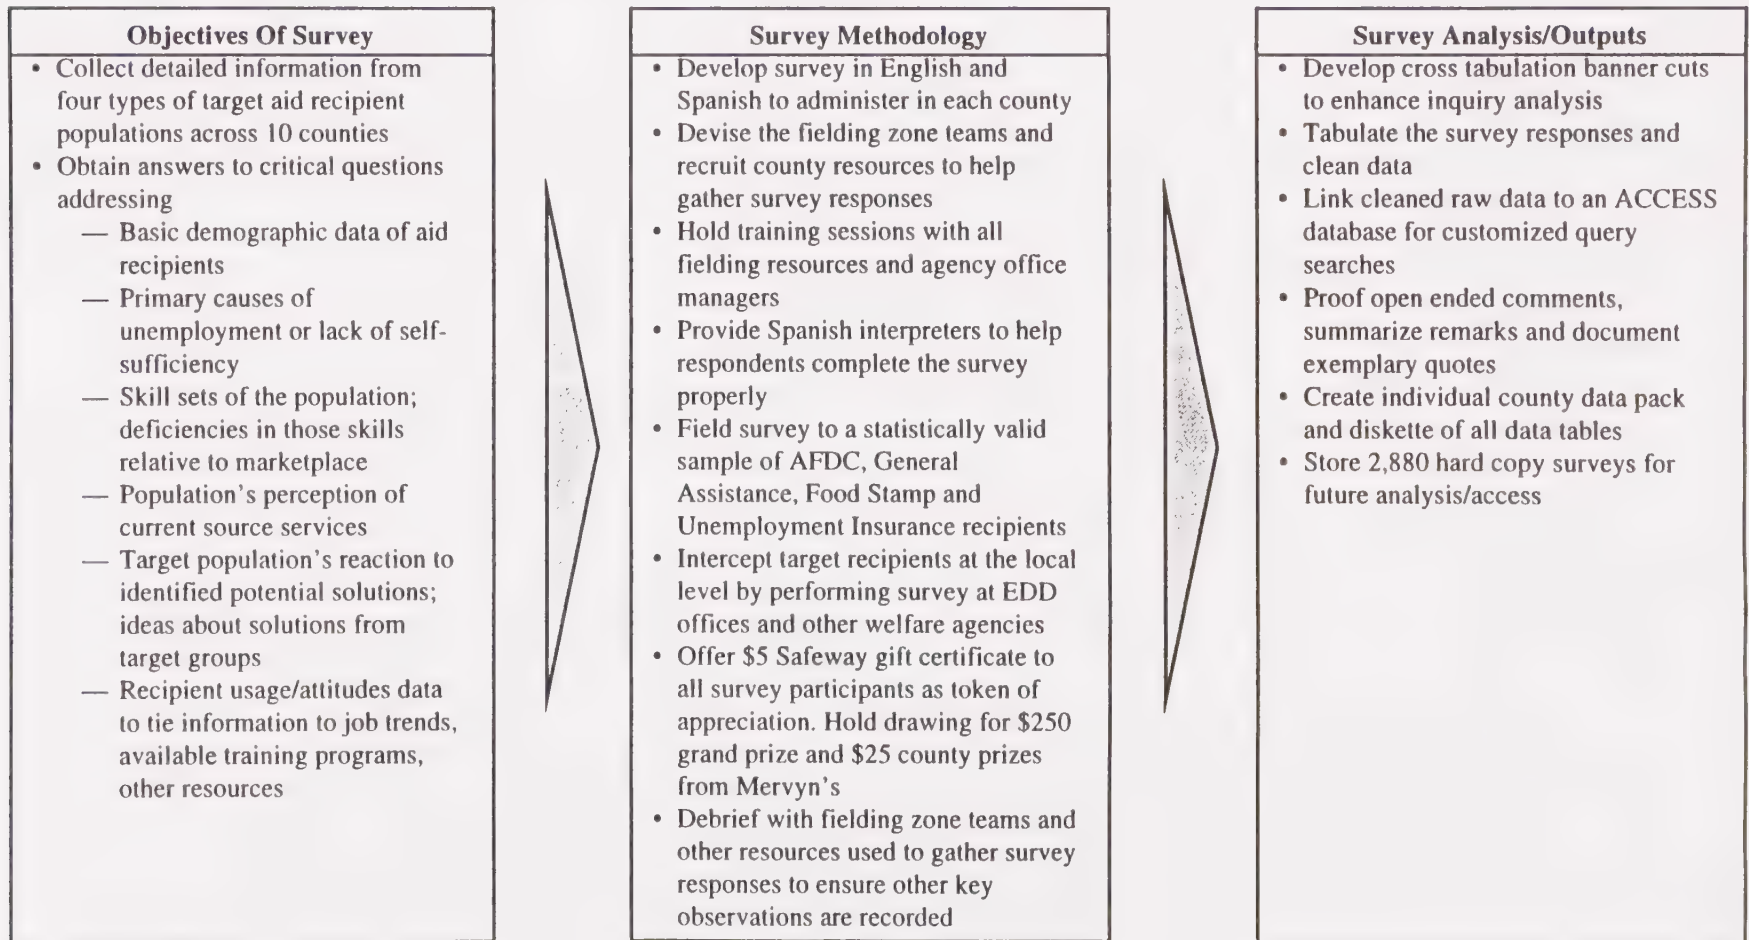 Objectives Of Survey
• Collect detailed information from
four types of target aid recipient
populations across 10 counties
• Obtain answers to critical questions
addressing
— Basic demographic data of aid
recipients
— Primary causes of
unemployment or lack of self-
sufficiency
— Skill sets of the population;
deficiencies in those skills
relative to marketplace
— Population's perception of
current source services
— Target population's reaction to
identified potential solutions;
ideas about solutions from
target groups
— Recipient usage/attitudes data
to tie information to job trends,
available training programs,
other resources
Survey Methodology
• Develop survey in English and
Spanish to administer in each county
• Devise the fielding zone teams and
recruit county resources to help
gather survey responses
• Hold training sessions with all
fielding resources and agency office
managers
• Provide Spanish interpreters to help
respondents complete the survey
properly
• Field survey to a statistically valid
sample of AFDC, General
Assistance, Food Stamp and
Unemployment Insurance recipients
• Intercept target recipients at the local
level by performing survey at EDD
offices and other welfare agencies
• Offer $5 Safeway gift certificate to
all survey participants as token of
appreciation. Hold drawing for $250
grand prize and $25 county prizes
from Mervyn's
• Debrief with fielding zone teams and
other resources used to gather survey
responses to ensure other key
observations are recorded
Survey Analysis/Outputs
• Develop cross tabulation banner cuts
to enhance inquiry analysis
• Tabulate the survey responses and
clean data
• Link cleaned raw data to an ACCESS
database for customized query
searches
• Proof open ended comments,
summarize remarks and document
exemplary quotes
• Create individual county data pack
and diskette of all data tables
• Store 2,880 hard copy surveys for
future analysis/access